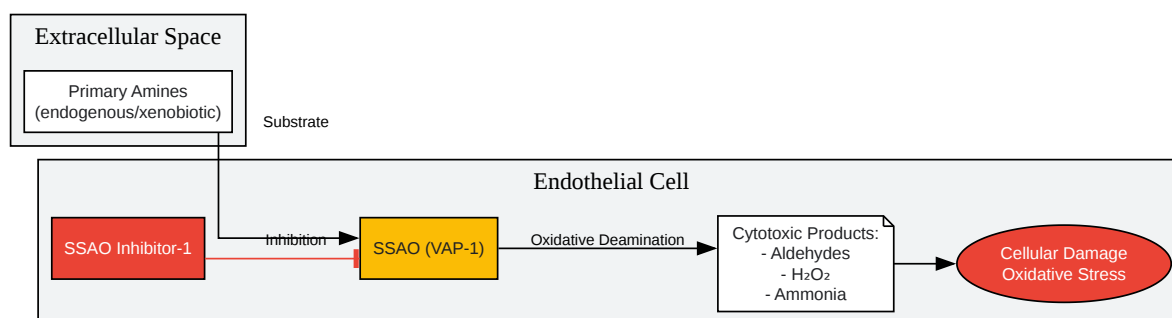 Extracellular Space
Primary Amines
(endogenous/xenobiotic)
Substrate
Endothelial Cell
SSAO Inhibitor-1
Inhibition
SSAO (VAP-1)
Oxidative Deamination
Cytotoxic Products:
- Aldehydes
- H₂O₂
- Ammonia
Cellular Damage
Oxidative Stress